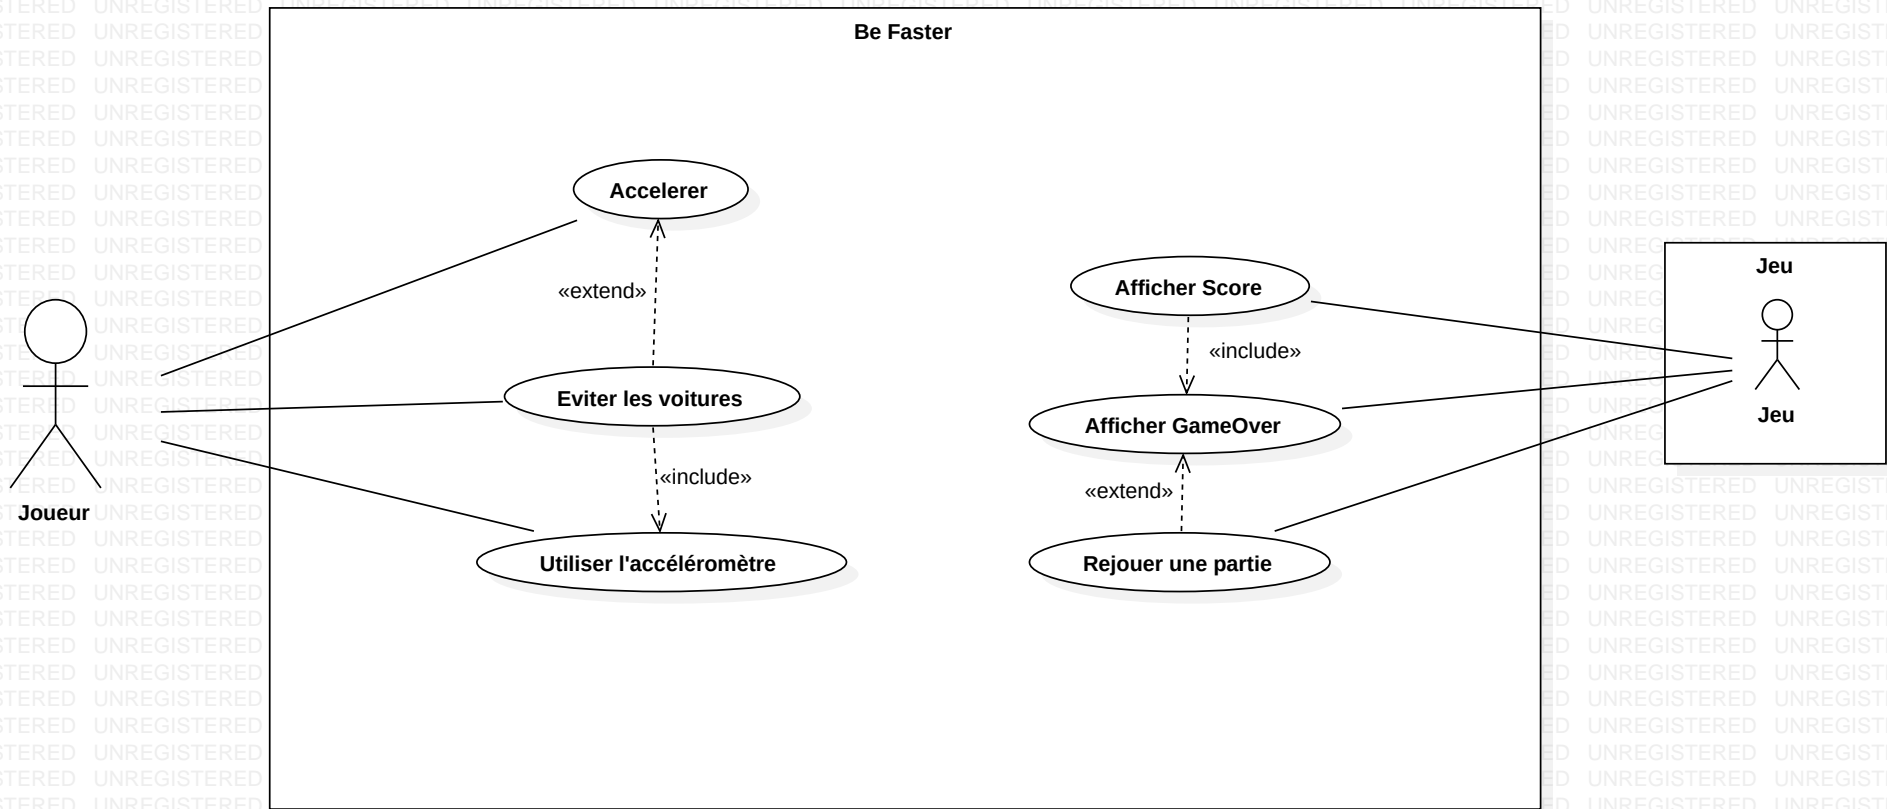 Be Faster
Accelerer
«extend»
Eviter les voitures
«include»
Utiliser l'accéléromètre
Joueur
Afficher Score
«include»
Afficher GameOver
«extend»
Rejouer une partie
Jeu
Jeu
UNREGISTERED